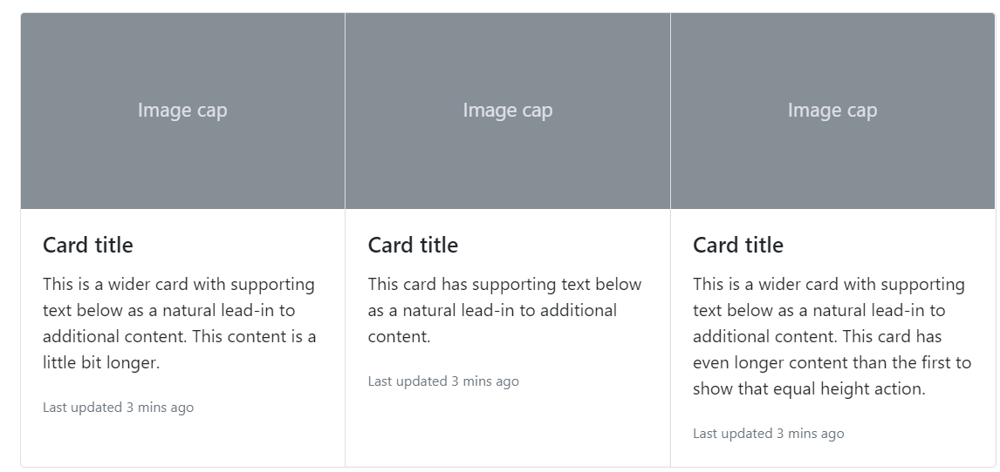 Image cap
Image cap
Image cap
Card title
This is a wider card with supporting
text below as a natural lead-in to
additional content. This content is a
little bit longer.
Last updated 3 mins ago
Card title
This card has supporting text below
as a natural lead-in to additional
content.
Last updated 3 mins ago
Card title
This is a wider card with supporting
text below as a natural lead-in to
additional content. This card has
even longer content than the first to
show that equal height action.
Last updated 3 mins ago